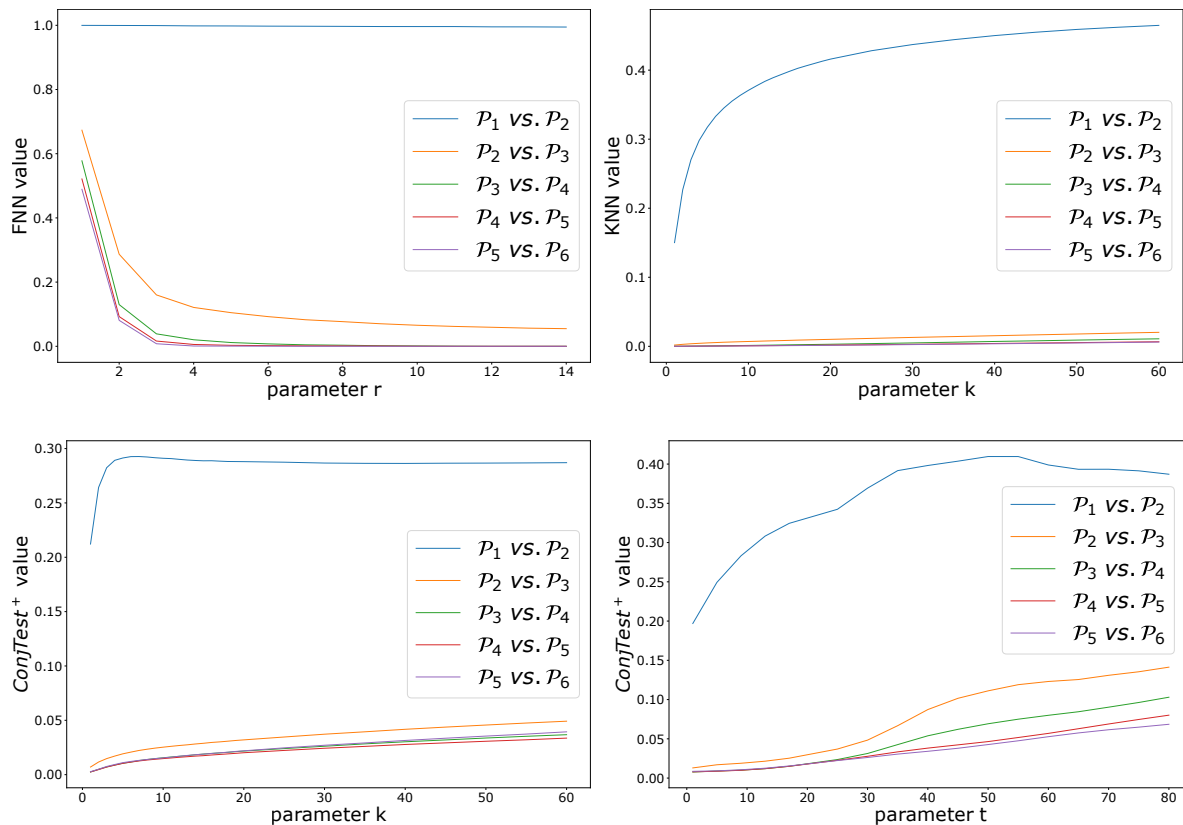 FNN value
1.0
0.8
0.6
0.4
0.2
0.0
2
4
6
8
10
12
14
parameter r
𝒫₁ vs. 𝒫₂
𝒫₂ vs. 𝒫₃
𝒫₃ vs. 𝒫₄
𝒫₄ vs. 𝒫₅
𝒫₅ vs. 𝒫₆
KNN value
0.4
0.3
0.2
0.1
0.0
0
10
20
30
40
50
60
parameter k
𝒫₁ vs. 𝒫₂
𝒫₂ vs. 𝒫₃
𝒫₃ vs. 𝒫₄
𝒫₄ vs. 𝒫₅
𝒫₅ vs. 𝒫₆
ConjTest⁺ value
0.30
0.25
0.20
0.15
0.10
0.05
0.00
0
10
20
30
40
50
60
parameter k
𝒫₁ vs. 𝒫₂
𝒫₂ vs. 𝒫₃
𝒫₃ vs. 𝒫₄
𝒫₄ vs. 𝒫₅
𝒫₅ vs. 𝒫₆
ConjTest⁺ value
0.40
0.35
0.30
0.25
0.20
0.15
0.10
0.05
0.00
0
10
20
30
40
50
60
70
80
parameter t
𝒫₁ vs. 𝒫₂
𝒫₂ vs. 𝒫₃
𝒫₃ vs. 𝒫₄
𝒫₄ vs. 𝒫₅
𝒫₅ vs. 𝒫₆